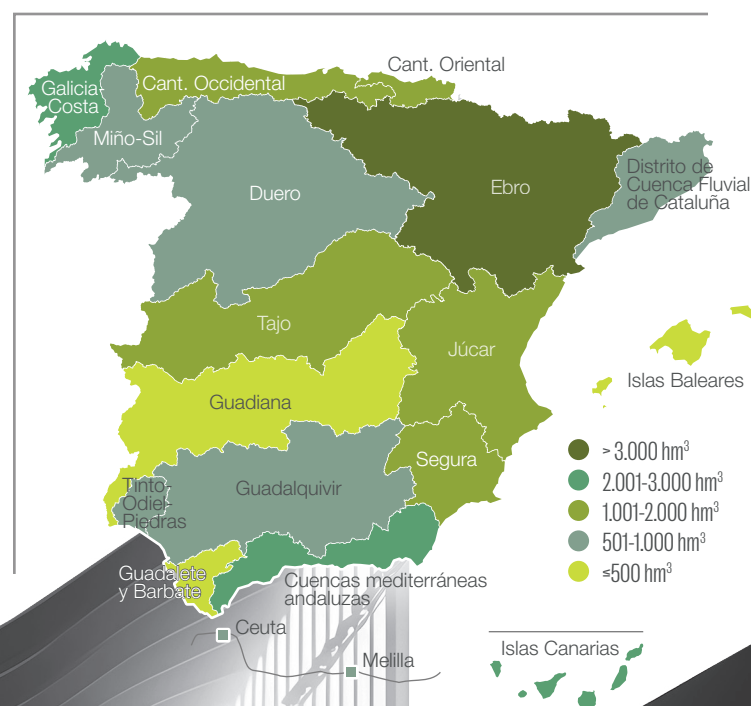 Cant. Oriental
Cant. Occidental
Galicia-
Costa
Miño-Sil
Duero
Ebro
Distrito de
Cuenca Fluvial
de Cataluña
Tajo
Júcar
Islas Baleares
Guadiana
Segura
Guadalquivir
Tinto-
Odiel-
Piedras
Guadalete
y Barbate
Cuencas mediterráneas
andaluzas
Ceuta
Melilla
Islas Canarias
> 3.000 hm³
2.001-3.000 hm³
1.001-2.000 hm³
501-1.000 hm³
≤500 hm³